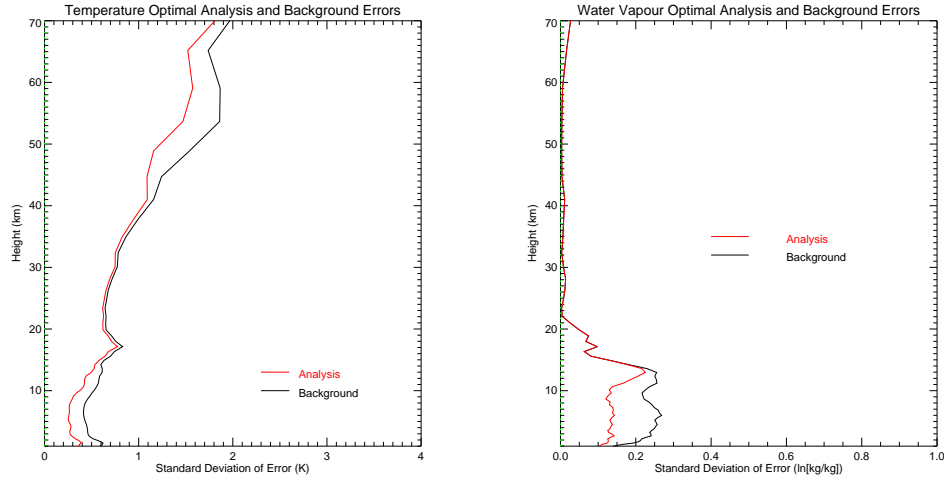 Temperature Optimal Analysis and Background Errors
70
60
50
40
30
20
10
Height (km)
Analysis
Background
0
1
2
3
4
Standard Deviation of Error (K)
Water Vapour Optimal Analysis and Background Errors
70
60
50
40
30
20
10
Height (km)
Analysis
Background
0.0
0.2
0.4
0.6
0.8
1.0
Standard Deviation of Error (ln[kg/kg])